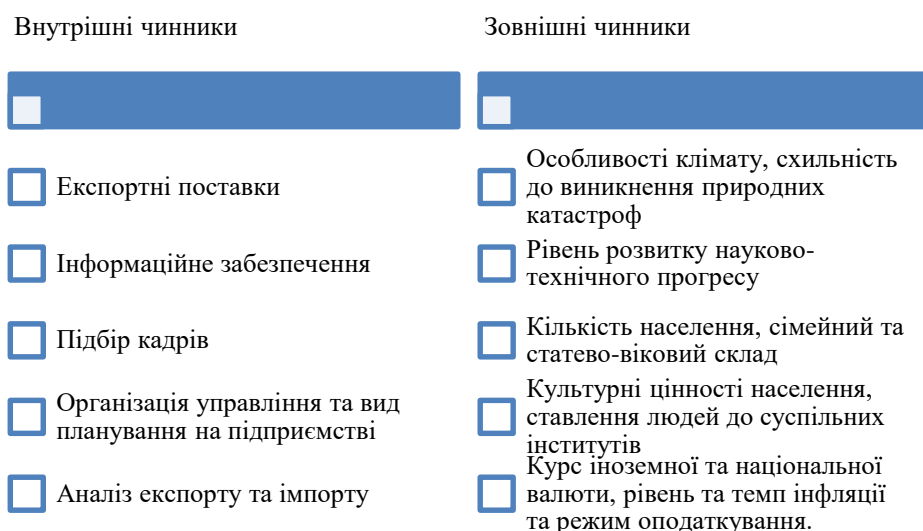 Внутрішні чинники
Експортні поставки
Інформаційне забезпечення
Підбір кадрів
Організація управління та вид
планування на підприємстві
Аналіз експорту та імпорту
Зовнішні чинники
Особливості клімату, схильність
до виникнення природних
катастроф
Рівень розвитку науково-
технічного прогресу
Кількість населення, сімейний та
статево-віковий склад
Культурні цінності населення,
ставлення людей до суспільних
інститутів
Курс іноземної та національної
валюти, рівень та темп інфляції
та режим оподаткування.